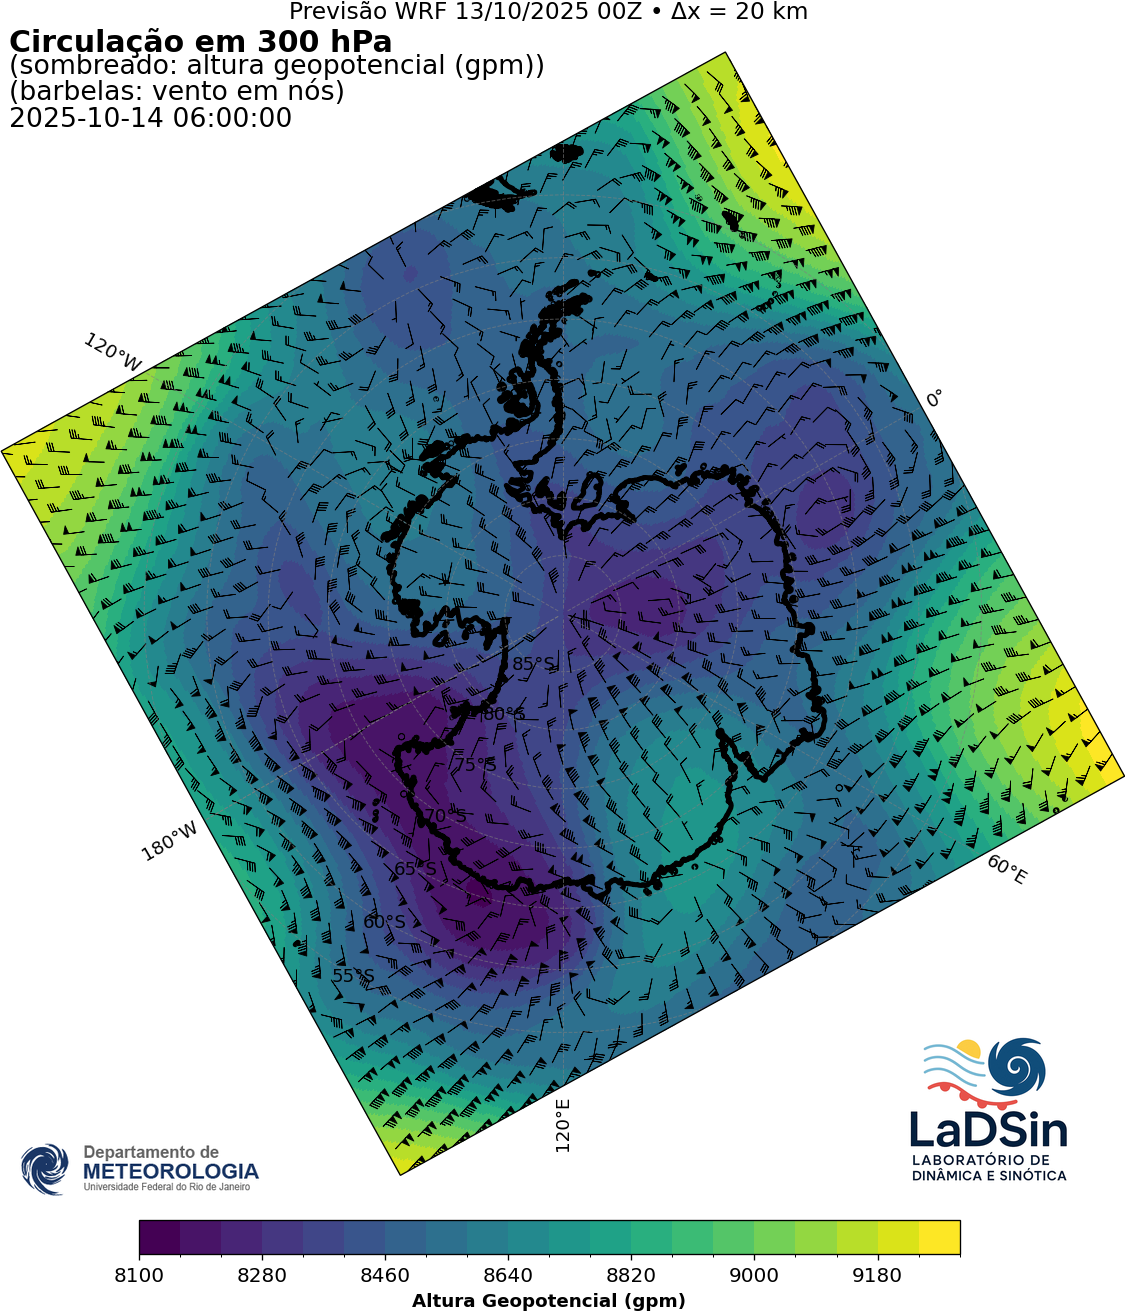 Previsão WRF 13/10/2025 00Z • Δx = 20 km
Circulação em 300 hPa
(sombreado: altura geopotencial (gpm))
(barbelas: vento em nós)
2025-10-14 06:00:00
120°W
0°
85°S
80°S
75°S
70°S
65°S
60°S
55°S
180°W
60°E
120°E
LaDSin
LABORATÓRIO DE
DINÂMICA E SINÓTICA
Departamento de
METEOROLOGIA
Universidade Federal do Rio de Janeiro
8100 8280 8460 8640 8820 9000 9180
Altura Geopotencial (gpm)